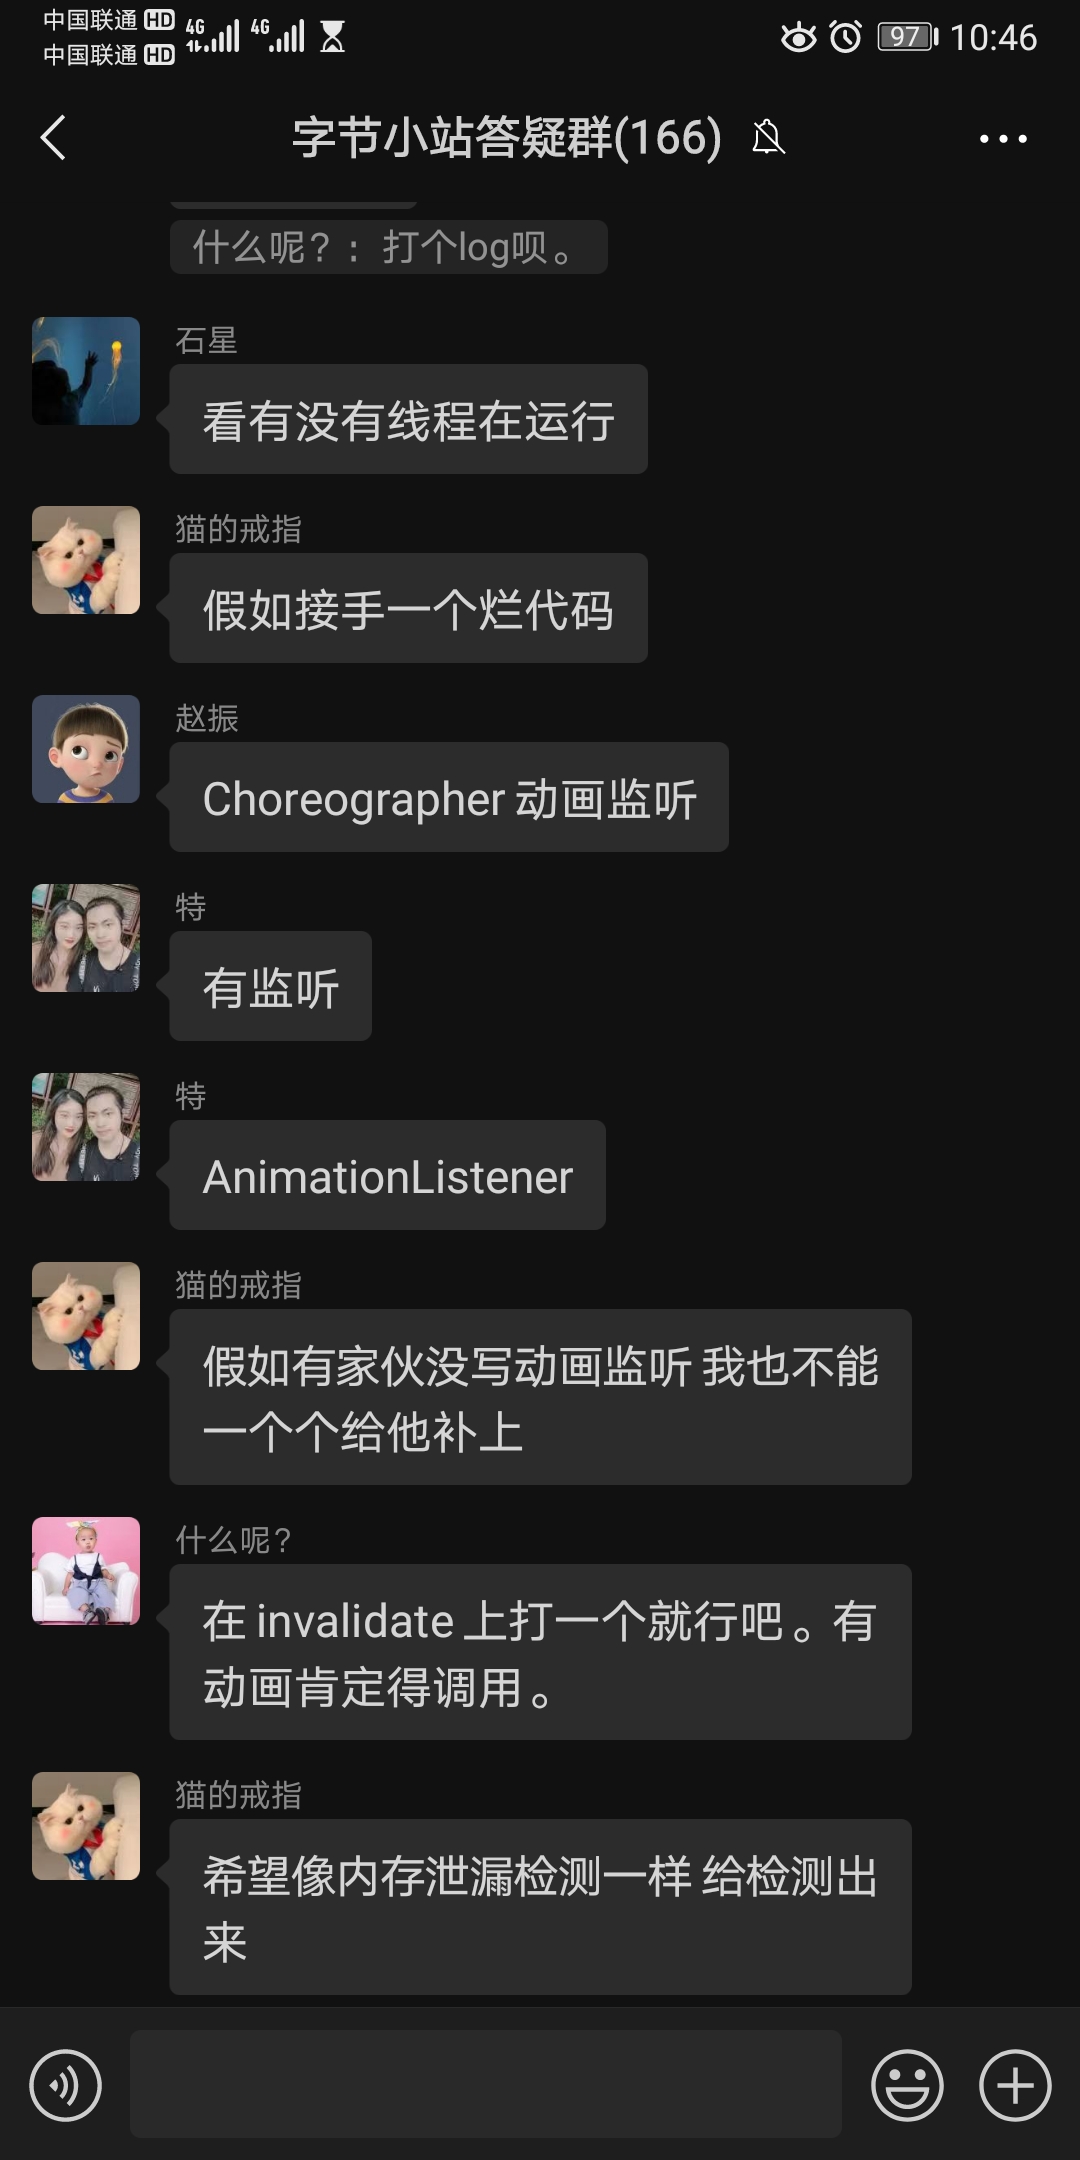 中国联通 HD 4G 4G 97 10:46
中国联通 HD
字节小站答疑群(166)
什么呢?：打个log呗。
石星
看有没有线程在运行
猫的戒指
假如接手一个烂代码
赵振
Choreographer 动画监听
特
有监听
特
AnimationListener
猫的戒指
假如有家伙没写动画监听 我也不能
一个个给他补上
什么呢?
在 invalidate 上打一个就行吧。有
动画肯定得调用。
猫的戒指
希望像内存泄漏检测一样 给检测出
来